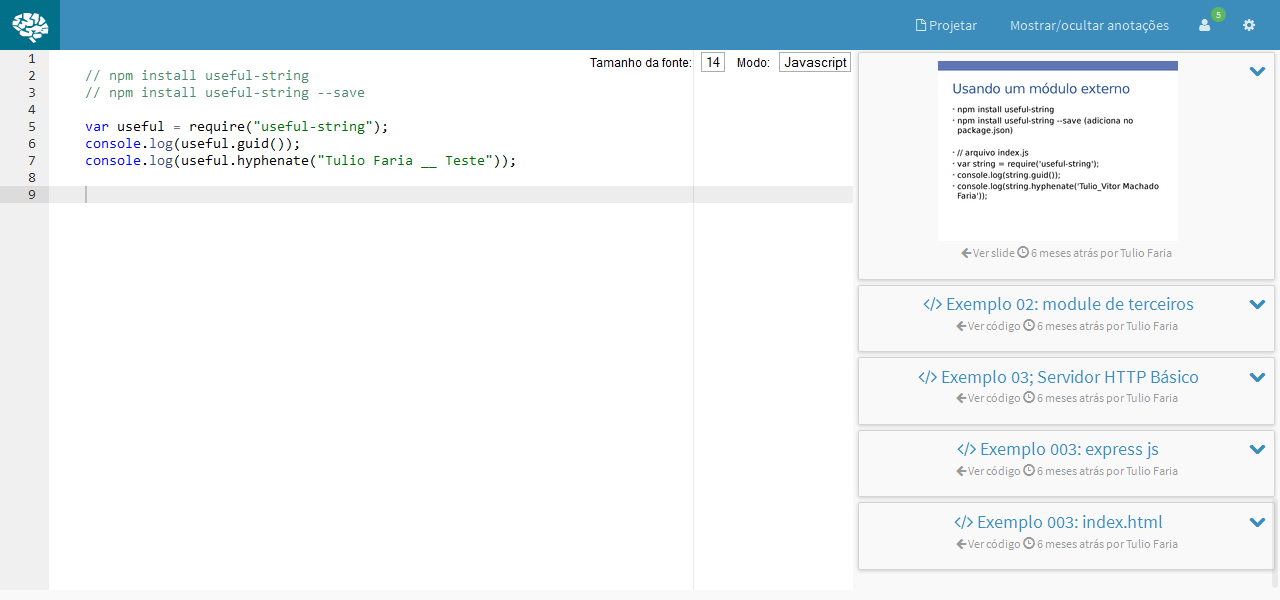 Projetar
Mostrar/ocultar anotações
5
Tamanho da fonte: 14 Modo: Javascript
1
2 // npm install useful-string
3 // npm install useful-string --save
4
5 var useful = require("useful-string");
6 console.log(useful.guid());
7 console.log(useful.hyphenate("Tulio Faria __ Teste"));
8
9
Usando um módulo externo
· npm install useful-string
· npm install useful-string --save (adiciona no
package.json)
· // arquivo index.js
· var string = require('useful-string');
· console.log(string.guid());
· console.log(string.hyphenate('Tulio_Vitor Machado
Faria'));
Ver slide 6 meses atrás por Tulio Faria
</> Exemplo 02: module de terceiros
Ver código 6 meses atrás por Tulio Faria
</> Exemplo 03; Servidor HTTP Básico
Ver código 6 meses atrás por Tulio Faria
</> Exemplo 003: express js
Ver código 6 meses atrás por Tulio Faria
</> Exemplo 003: index.html
Ver código 6 meses atrás por Tulio Faria